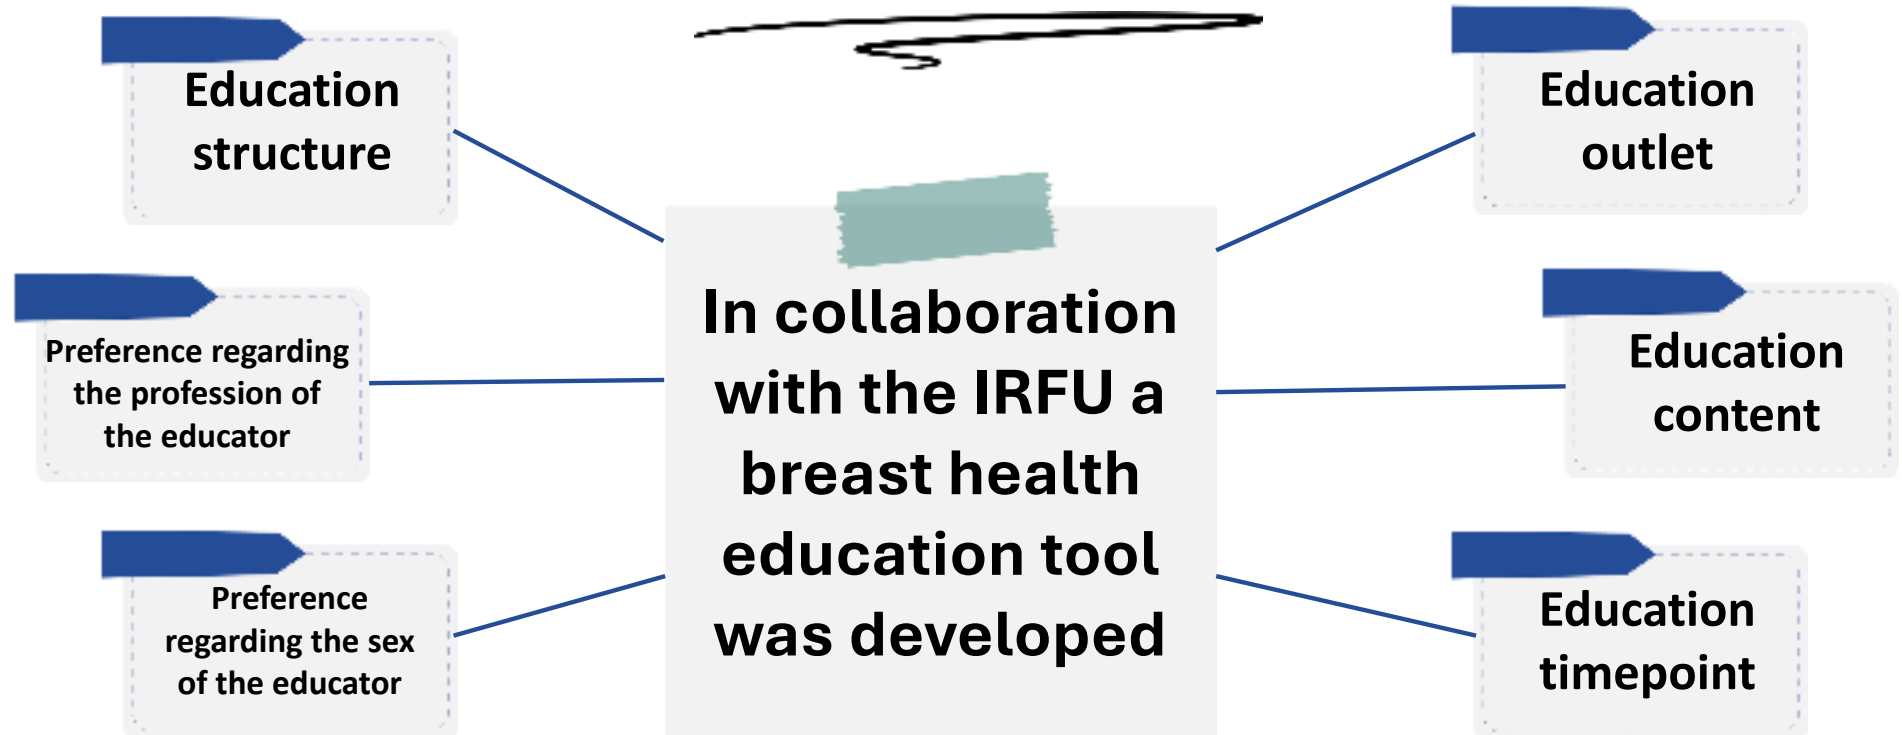 Education
structure
Preference regarding
the profession of
the educator
Preference
regarding the sex
of the educator
In collaboration
with the IRFU a
breast health
education tool
was developed
Education
outlet
Education
content
Education
timepoint